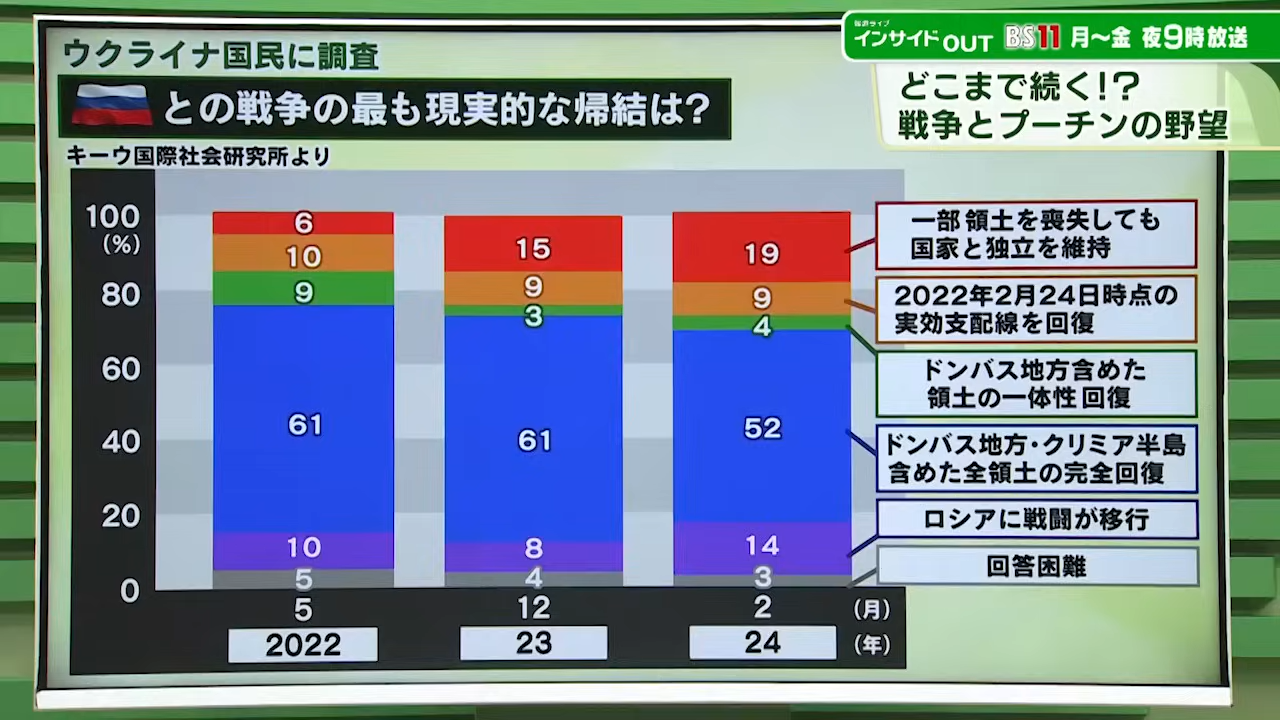 ウクライナ国民に調査
との戦争の最も現実的な帰結は?
キーウ国際社会研究所より
報道ライブ
インサイドOUT BS11 月〜金 夜9時放送
どこまで続く!?
戦争とプーチンの野望
100
(%)
80
60
40
20
0
6
10
9
61
10
5
15
9
3
61
8
4
19
9
4
52
14
3
一部領土を喪失しても
国家と独立を維持
2022年2月24日時点の
実効支配線を回復
ドンバス地方含めた
領土の一体性回復
ドンバス地方・クリミア半島
含めた全領土の完全回復
ロシアに戦闘が移行
回答困難
5 12 2 (月)
2022 23 24 (年)